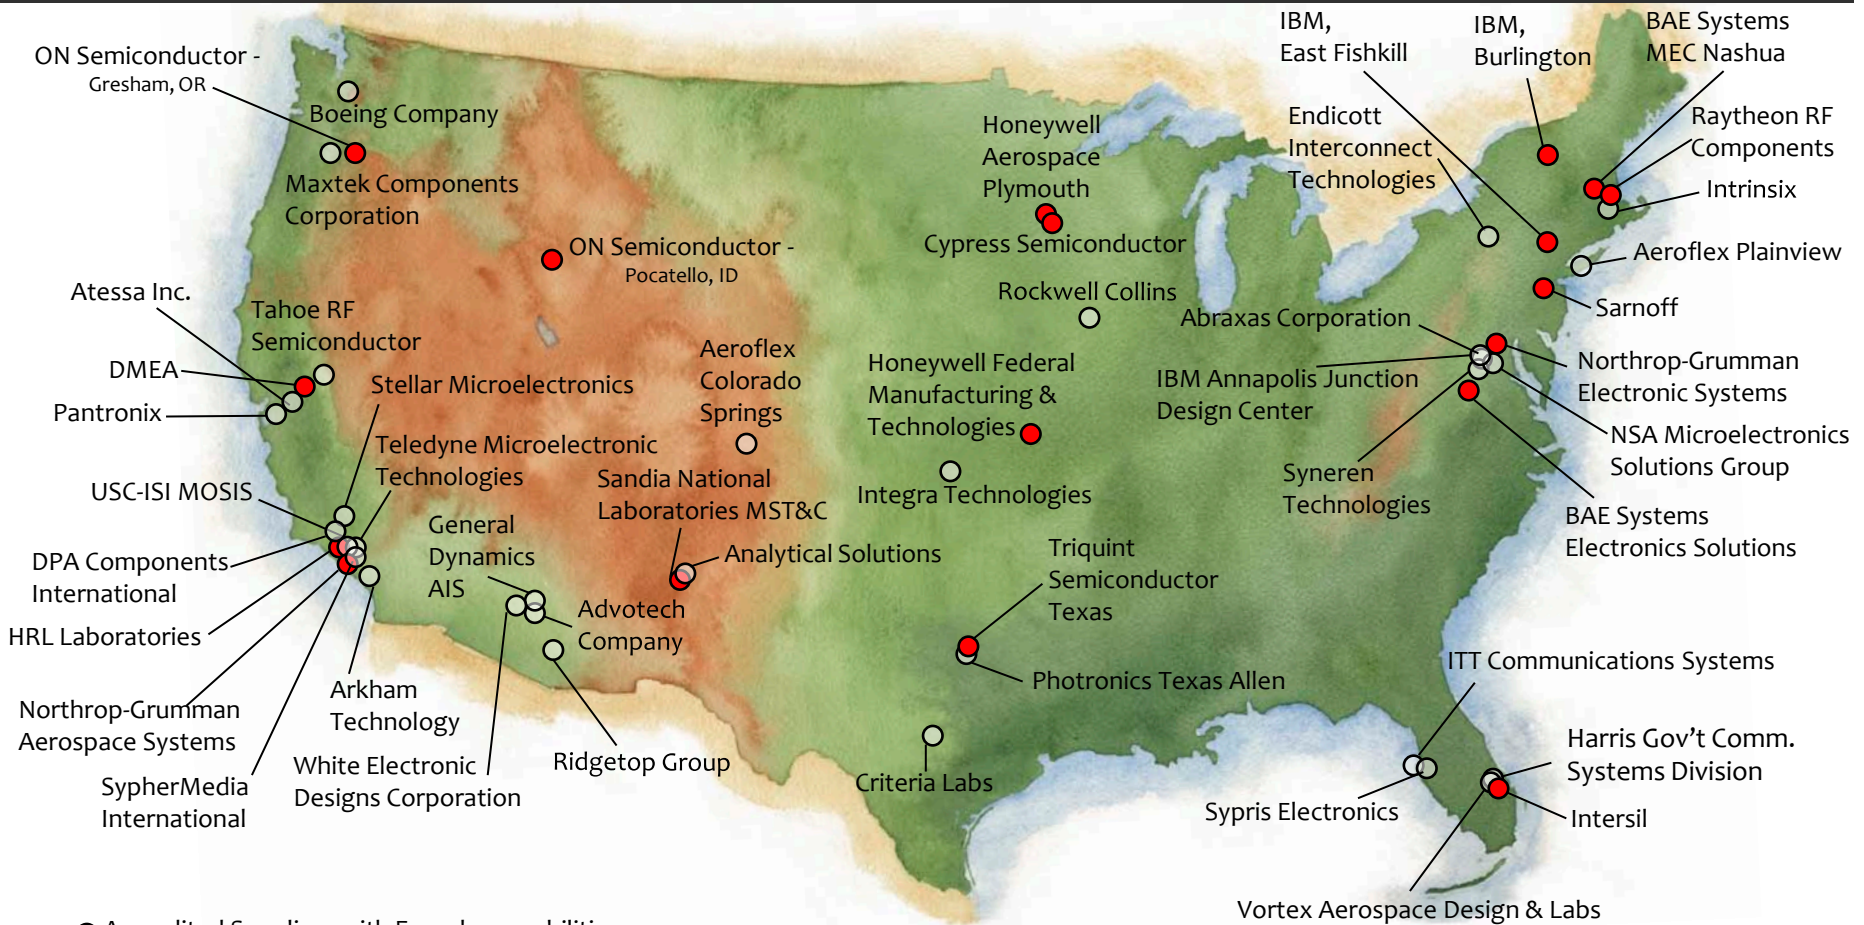 ON Semiconductor -
Gresham, OR
Boeing Company
Maxtek Components
Corporation
ON Semiconductor -
Pocatello, ID
Atessa Inc.
Tahoe RF
Semiconductor
DMEA
Pantronix
Stellar Microelectronics
Teledyne Microelectronic
Technologies
USC-ISI MOSIS
DPA Components
International
HRL Laboratories
Northrop-Grumman
Aerospace Systems
SypherMedia
International
Arkham
Technology
White Electronic
Designs Corporation
General
Dynamics
AIS
Advotech
Company
Ridgetop Group
Aeroflex
Colorado
Springs
Sandia National
Laboratories MST&C
Analytical Solutions
Honeywell
Aerospace
Plymouth
Cypress Semiconductor
Rockwell Collins
Honeywell Federal
Manufacturing &
Technologies
Integra Technologies
Triquint
Semiconductor
Texas
Photronics Texas Allen
Criteria Labs
IBM,
East Fishkill
IBM,
Burlington
BAE Systems
MEC Nashua
Endicott
Interconnect
Technologies
Raytheon RF
Components
Intrinsix
Aeroflex Plainview
Sarnoff
Abraxas Corporation
IBM Annapolis Junction
Design Center
Northrop-Grumman
Electronic Systems
NSA Microelectronics
Solutions Group
Syneren
Technologies
BAE Systems
Electronics Solutions
ITT Communications Systems
Harris Gov’t Comm.
Systems Division
Sypris Electronics
Intersil
Vortex Aerospace Design & Labs